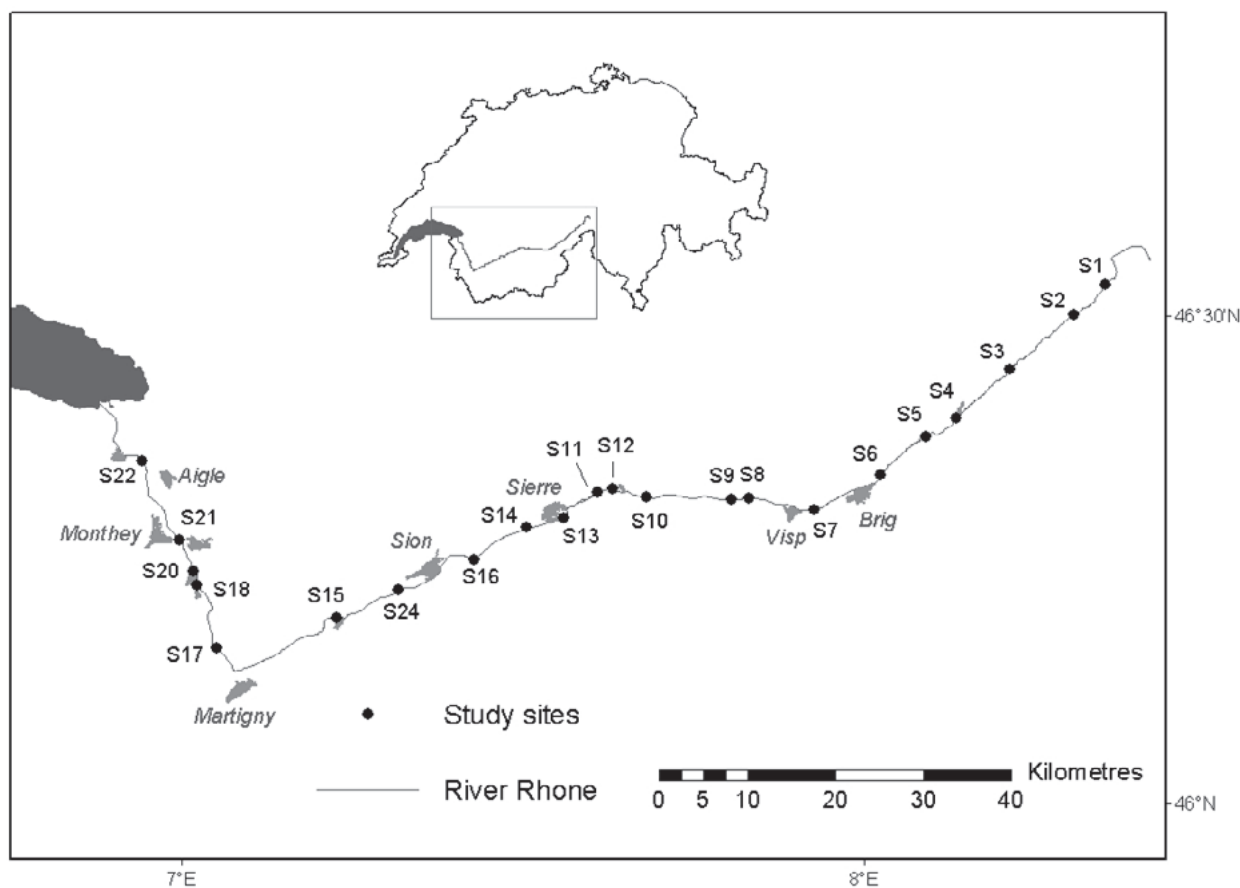 S1
S2
46°30'N
S3
S4
S5
S6
S12
S11
S9 S8
Sierre
S22
Aigle
S10
S14
S13
S7
Brig
Visp
S21
Monthey
Sion
S16
S20
S18
S15
S24
S17
Martigny
Study sites
River Rhone
Kilometres
0 5 10 20 30 40
46°N
7°E
8°E